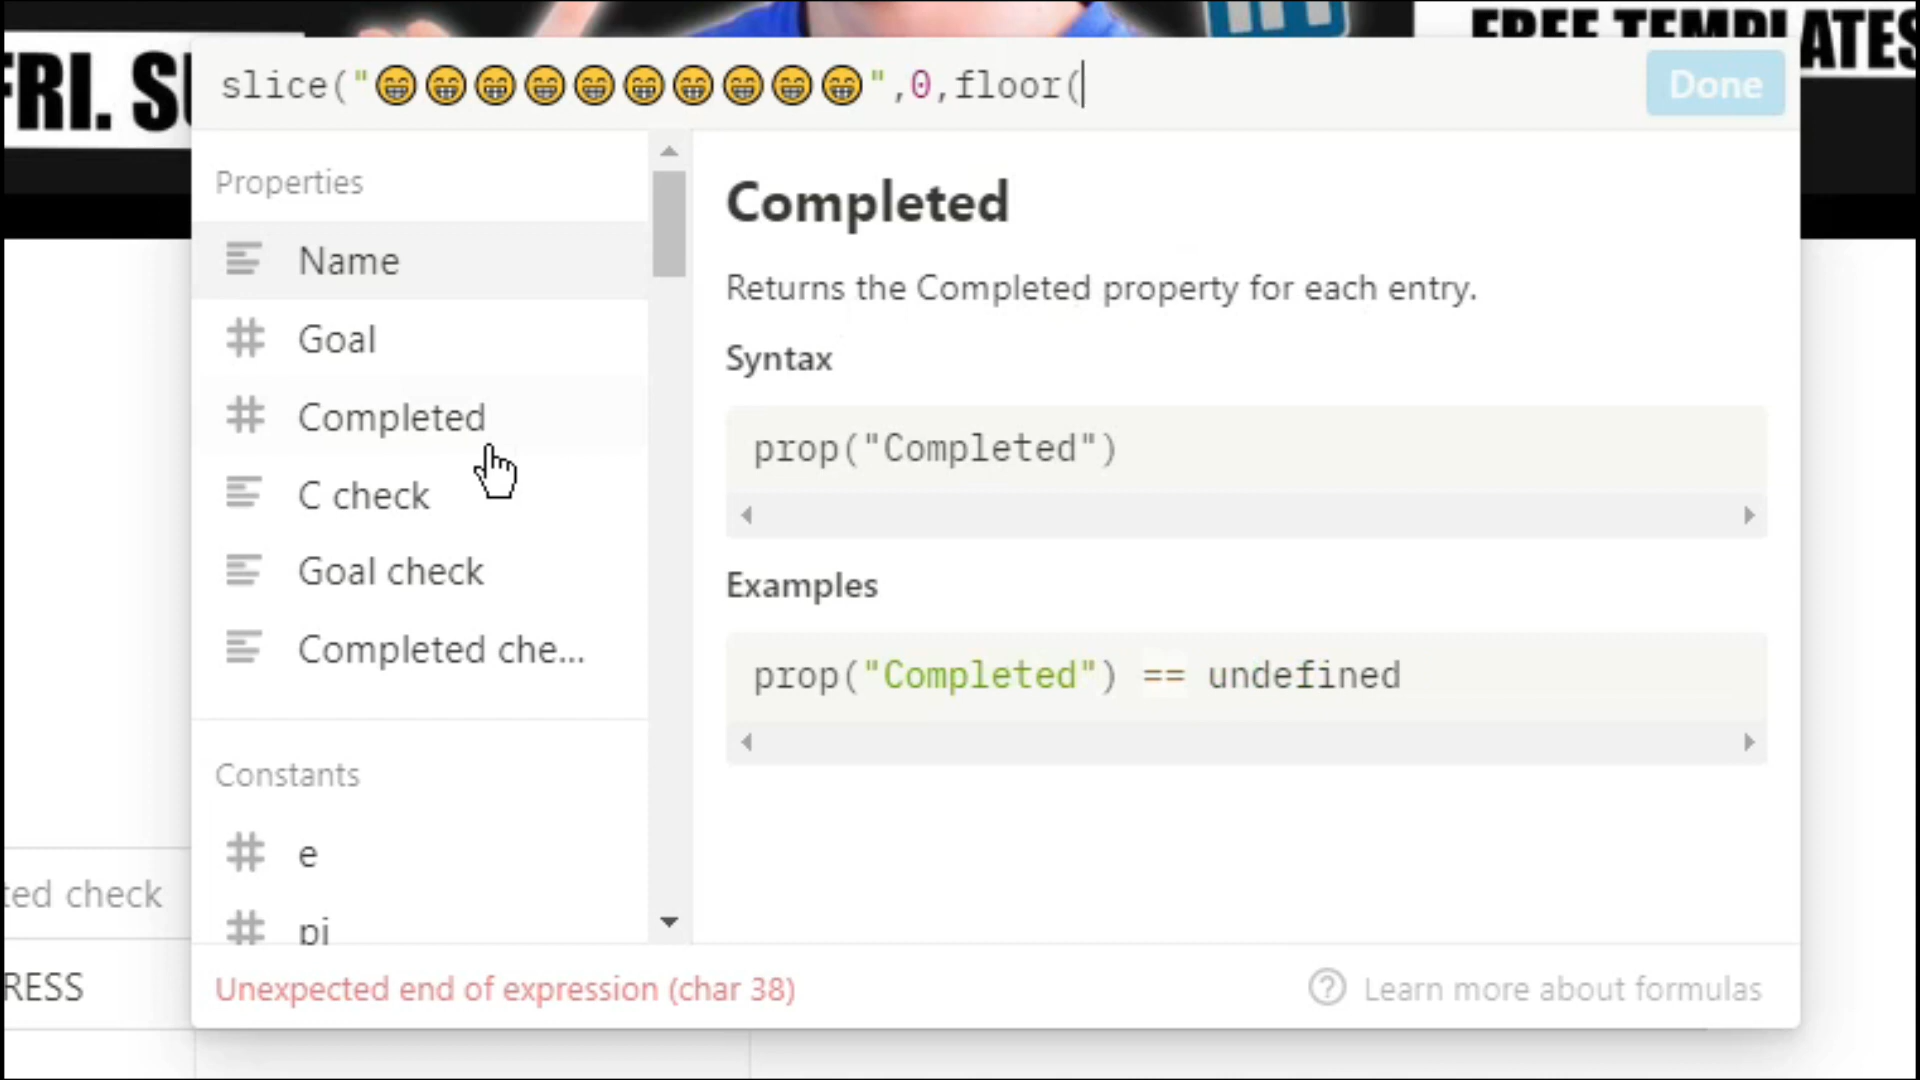 FREE TEMPLATES
FRI. S
slice("😁😁😁😁😁😁😁😁😁😁",0,floor(
Done
Properties
Name
Goal
Completed
C check
Goal check
Completed che...
Constants
e
pi
Completed
Returns the Completed property for each entry.
Syntax
prop("Completed")
Examples
prop("Completed") == undefined
ted check
RESS
Unexpected end of expression (char 38)
Learn more about formulas